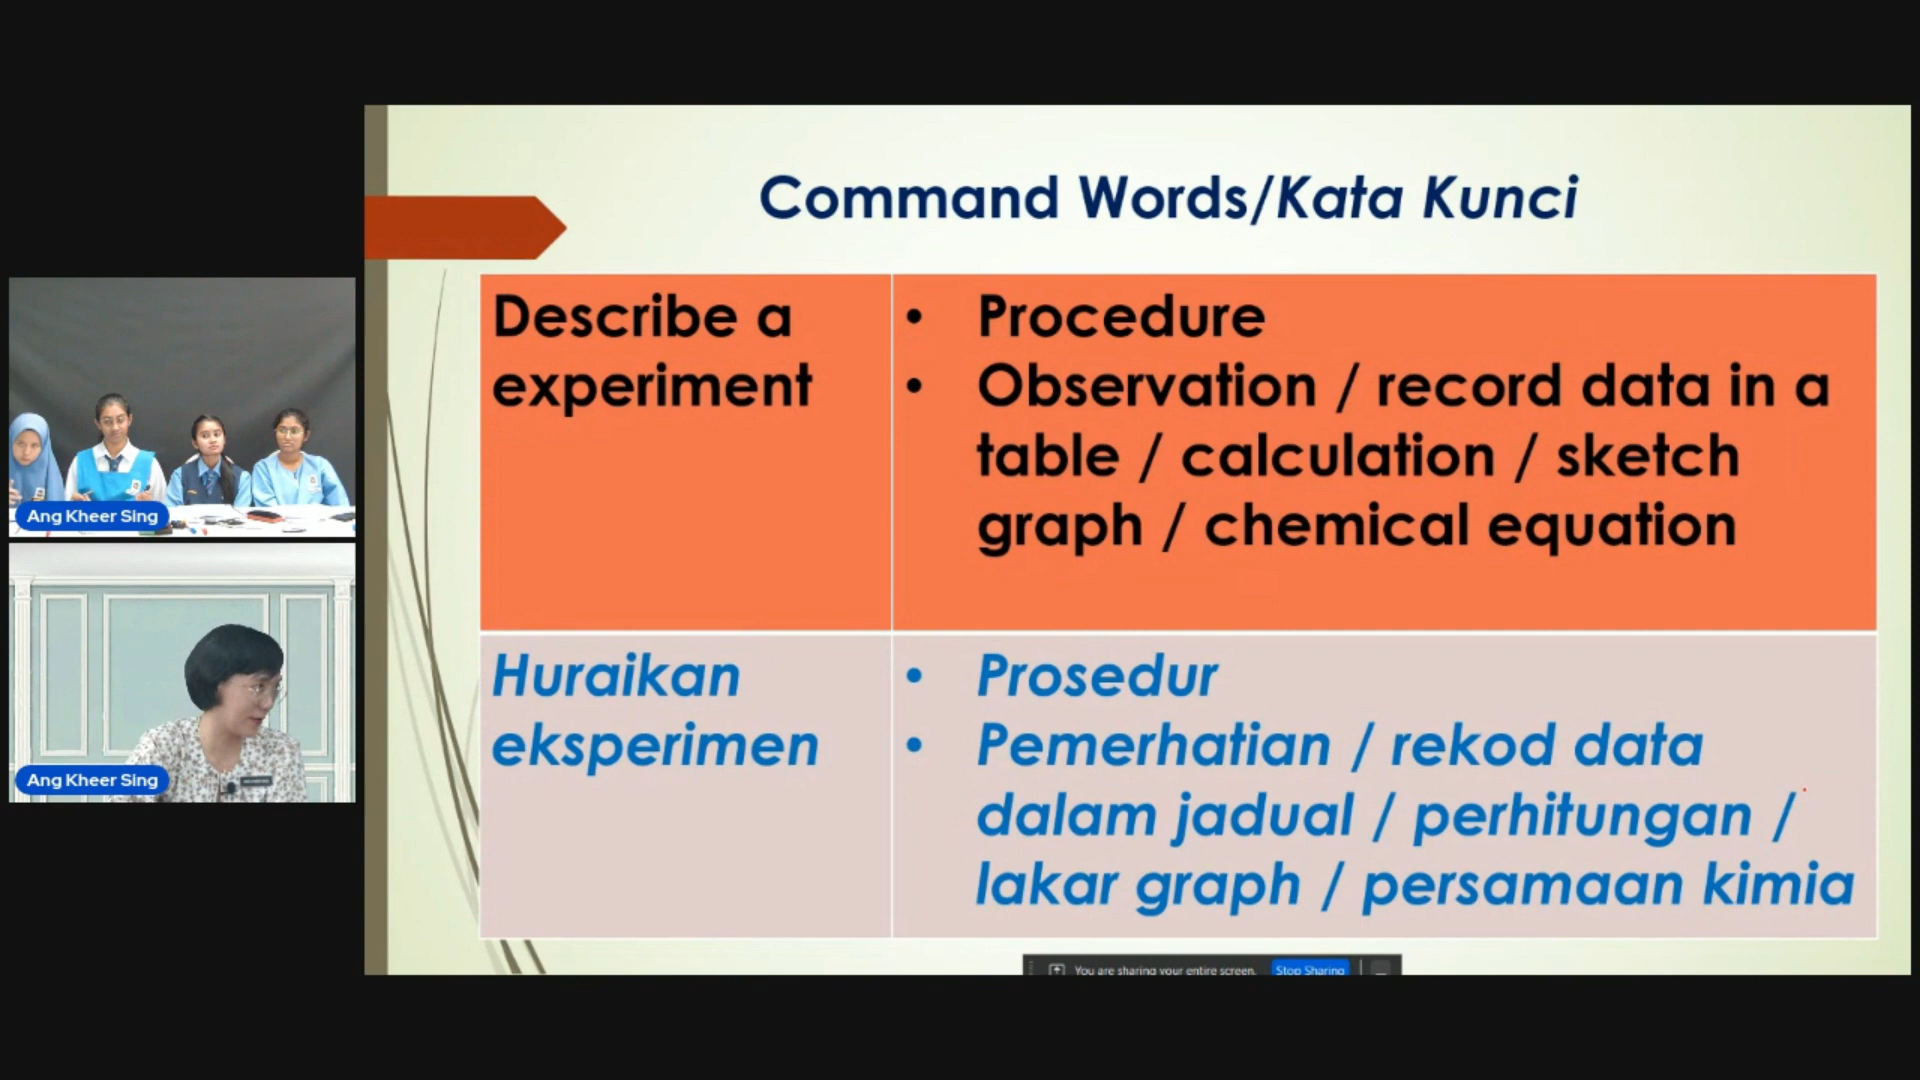 Command Words/Kata Kunci
Describe a
experiment
• Procedure
• Observation / record data in a
table / calculation / sketch
graph / chemical equation
Huraikan
eksperimen
• Prosedur
• Pemerhatian / rekod data
dalam jadual / perhitungan /
lakar graph / persamaan kimia
Ang Kheer Sing
Ang Kheer Sing
You are sharing your entire screen.
Stop Sharing